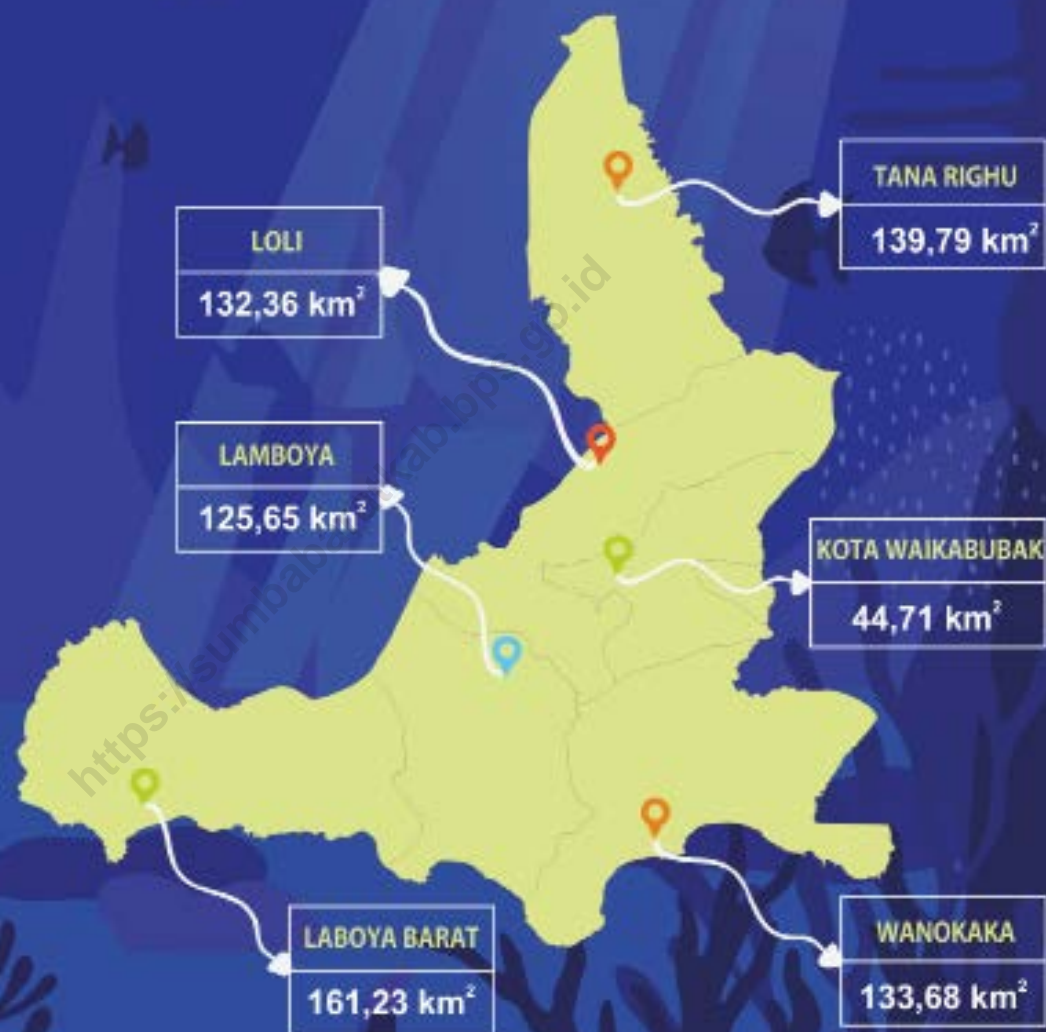 TANA RIGHU
139,79 km²
LOLI
132,36 km²
LAMBOYA
125,65 km²
KOTA WAIKABUBAK
44,71 km²
LABOYA BARAT
161,23 km²
WANOKAKA
133,68 km²